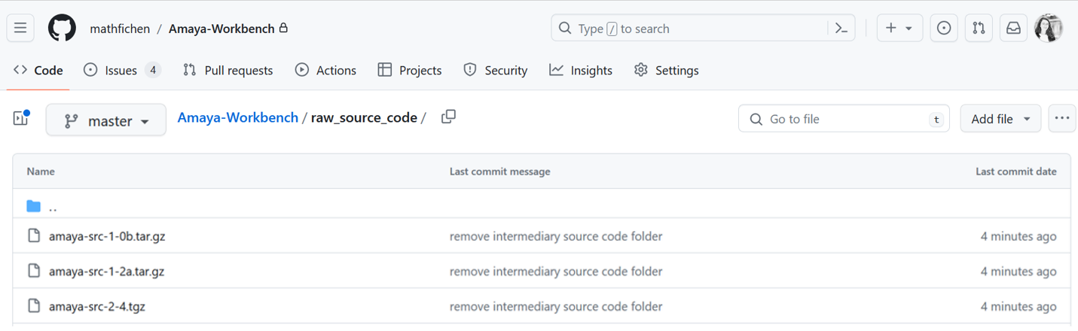 mathfichen / Amaya-Workbench Type / to search
Code Issues 4 Pull requests Actions Projects Security Insights Settings
master Amaya-Workbench / raw_source_code / Go to file t Add file
Name Last commit message Last commit date
..
amaya-src-1-0b.tar.gz remove intermediary source code folder 4 minutes ago
amaya-src-1-2a.tar.gz remove intermediary source code folder 4 minutes ago
amaya-src-2-4.tgz remove intermediary source code folder 4 minutes ago